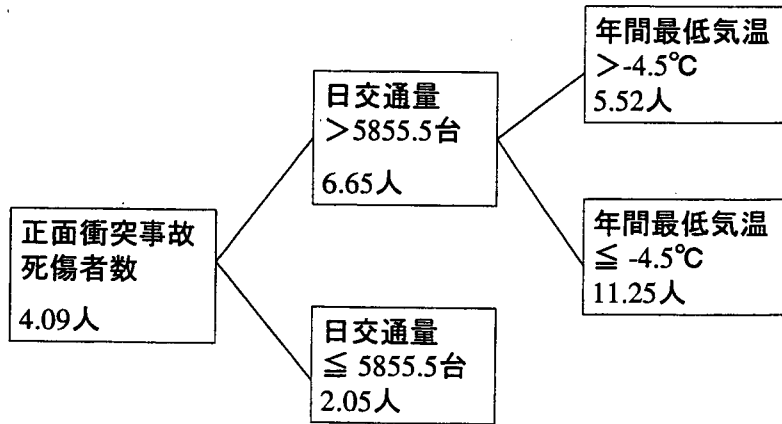 正面衝突事故
死傷者数
4.09人
日交通量
＞5855.5台
6.65人
日交通量
≦ 5855.5台
2.05人
年間最低気温
＞-4.5℃
5.52人
年間最低気温
≦ -4.5℃
11.25人